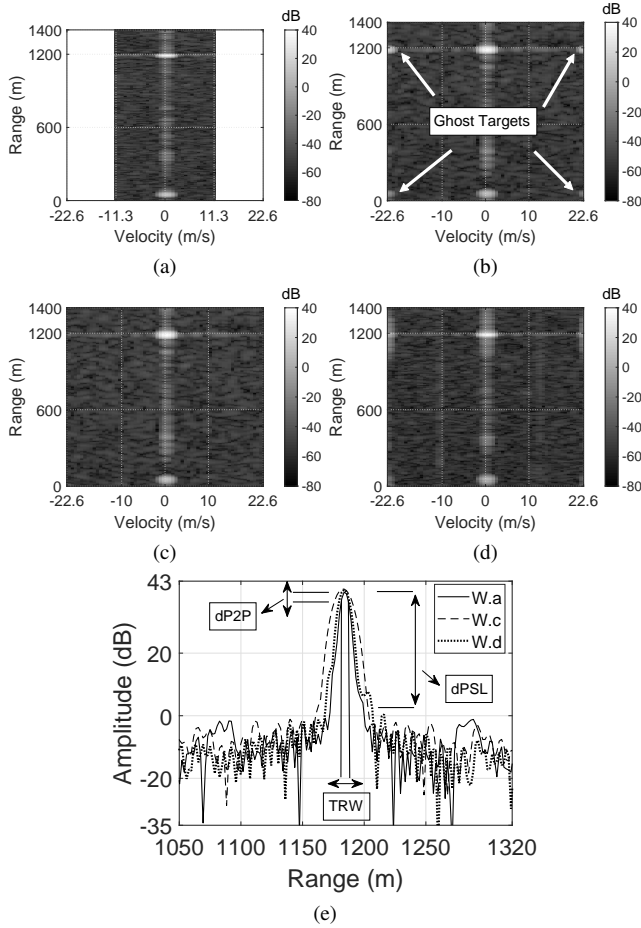 dB
1400
1200
600
0
Range (m)
-22.6 -11.3 0 11.3 22.6
Velocity (m/s)
40
20
0
-20
-40
-60
-80
(a)
dB
1400
1200
600
0
Range (m)
Ghost Targets
-22.6 -10 0 10 22.6
Velocity (m/s)
40
20
0
-20
-40
-60
-80
(b)
dB
1400
1200
600
0
Range (m)
-22.6 -10 0 10 22.6
Velocity (m/s)
40
20
0
-20
-40
-60
-80
(c)
dB
1400
1200
600
0
Range (m)
-22.6 -10 0 10 22.6
Velocity (m/s)
40
20
0
-20
-40
-60
-80
(d)
43
20
0
-20
-35
Amplitude (dB)
dP2P
W.a
W.c
W.d
dPSL
TRW
1050 1100 1150 1200 1250 1320
Range (m)
(e)